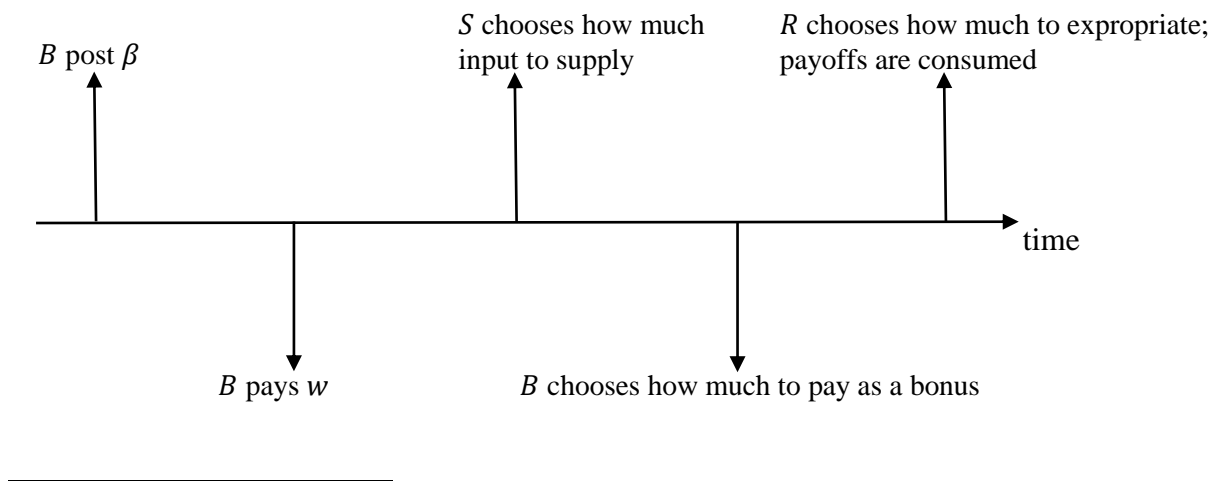 B post β
S chooses how much
input to supply
R chooses how much to expropriate;
payoffs are consumed
time
B pays w
B chooses how much to pay as a bonus